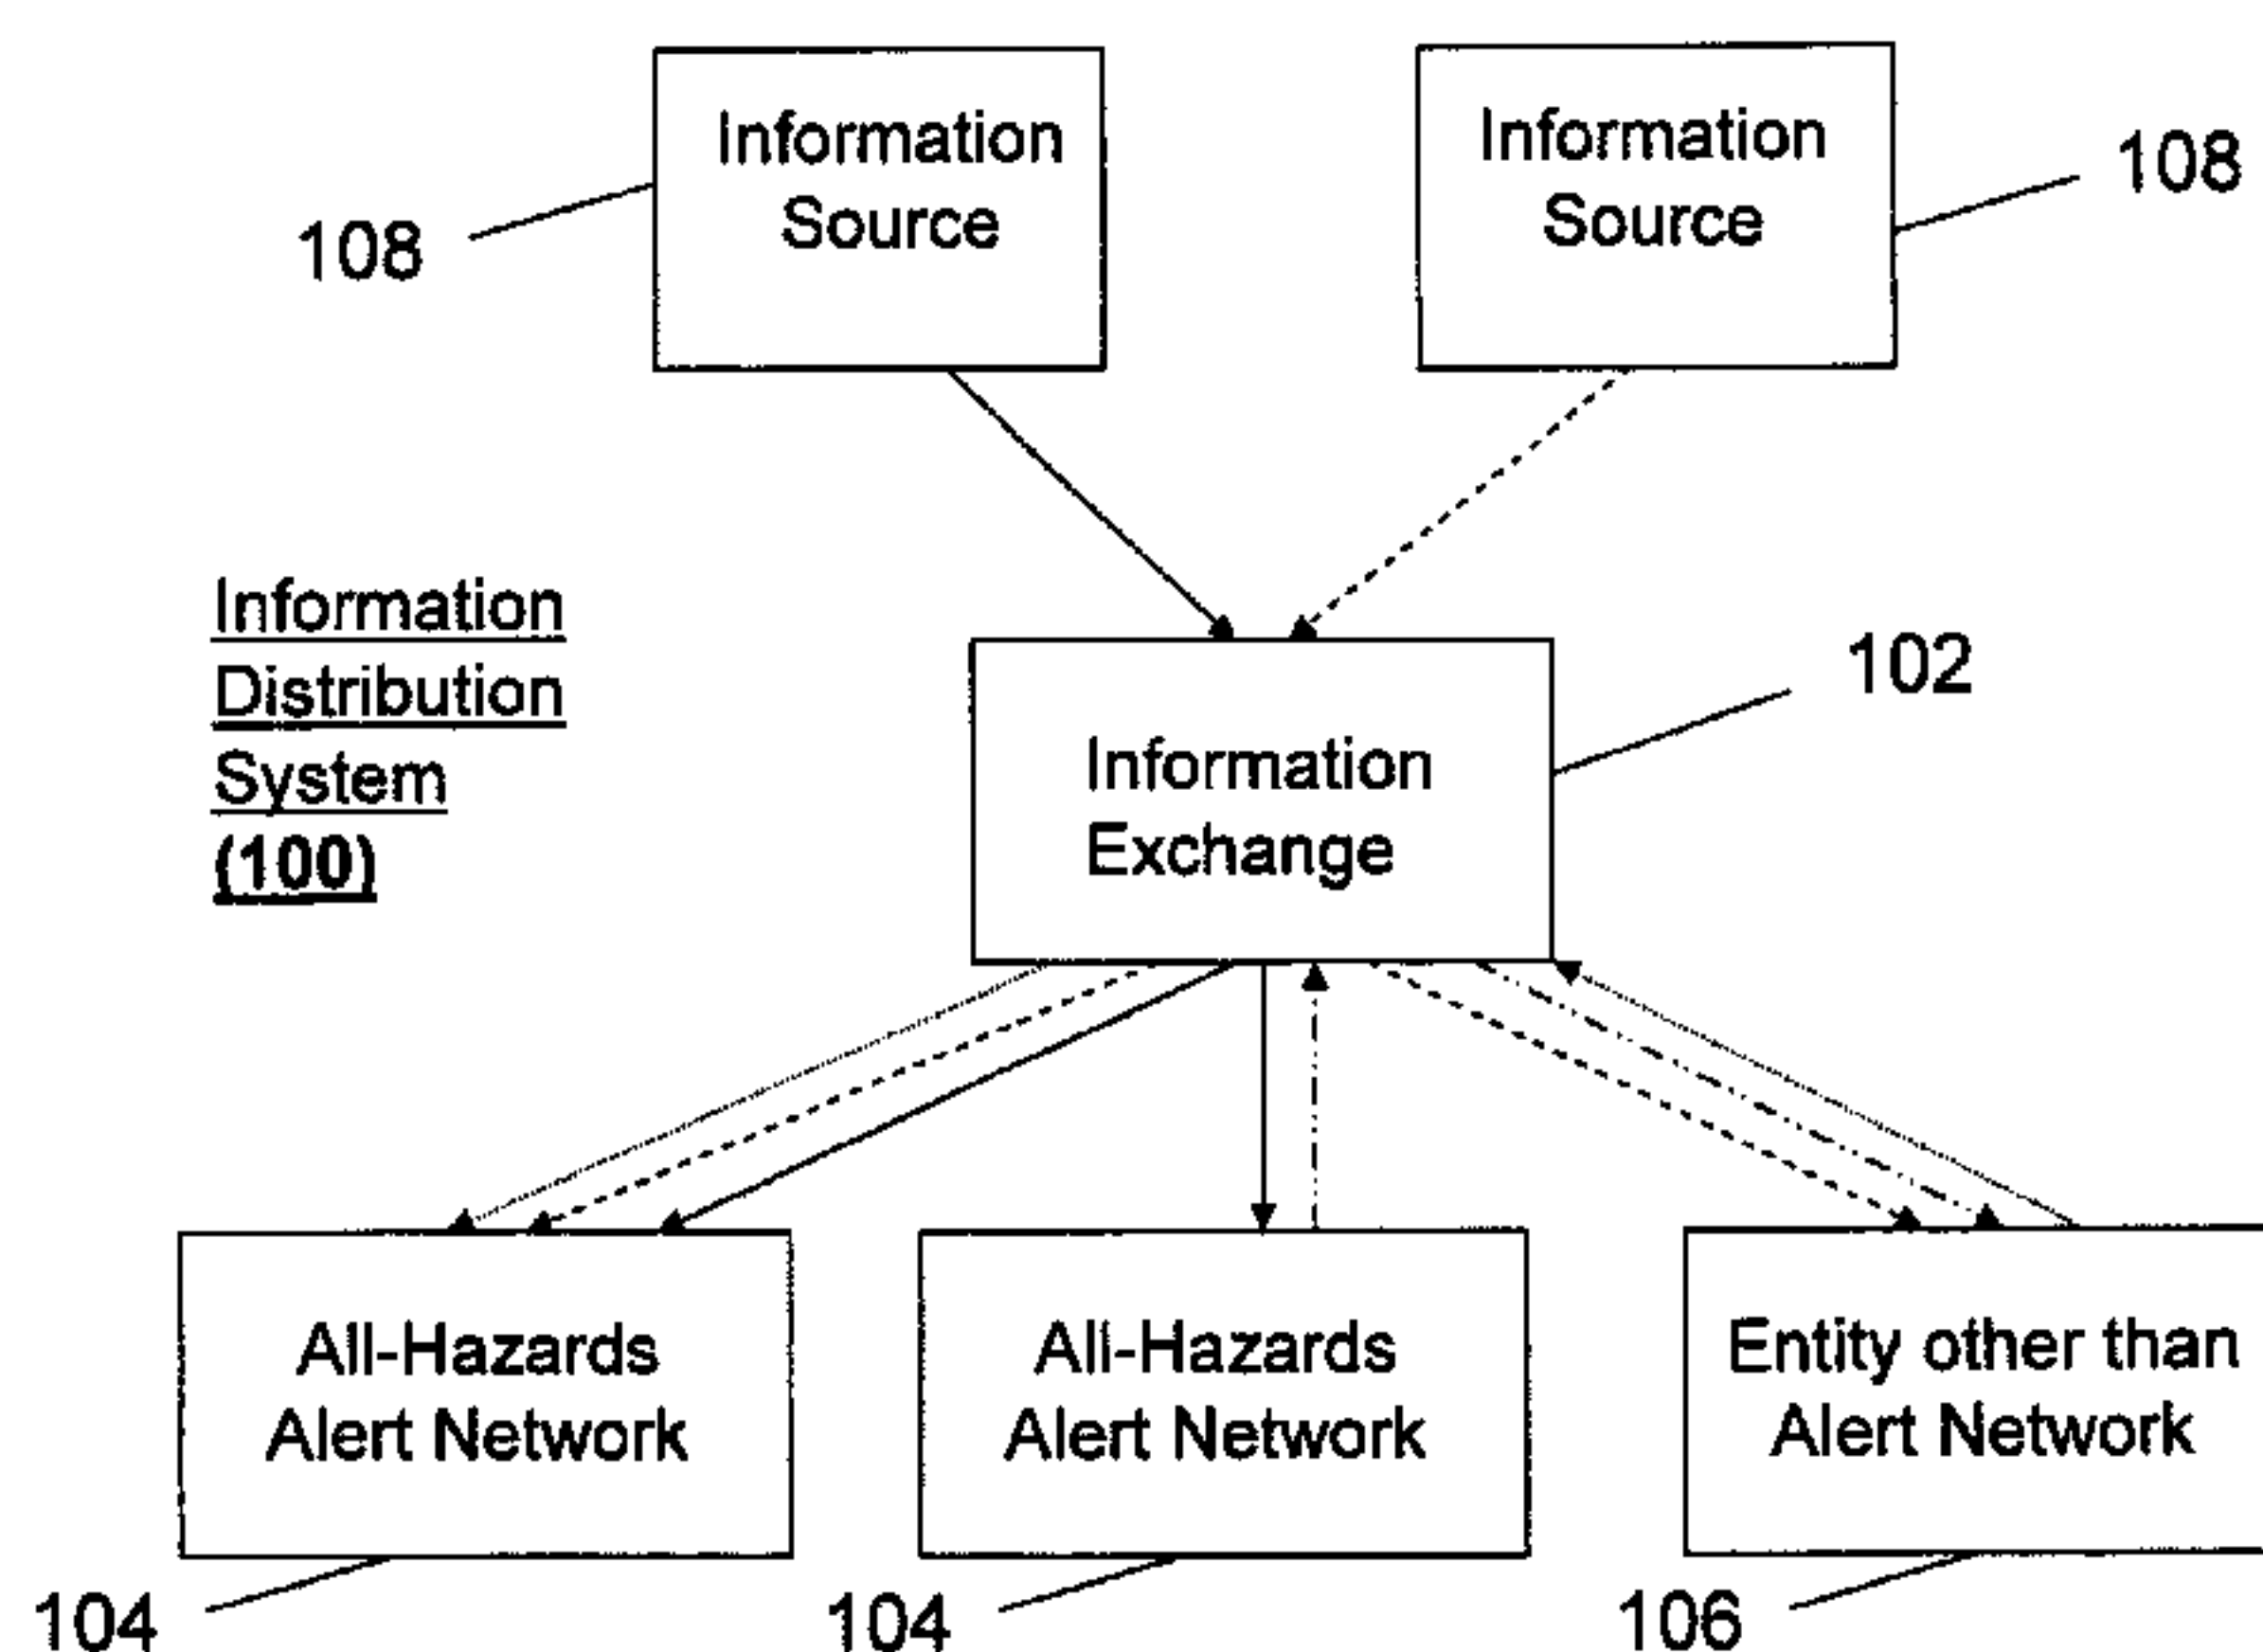 Information
Source
108
Information
Source
108
Information
Distribution
System
(100)
Information
Exchange
102
All-Hazards
Alert Network
104
All-Hazards
Alert Network
104
Entity other than
Alert Network
106